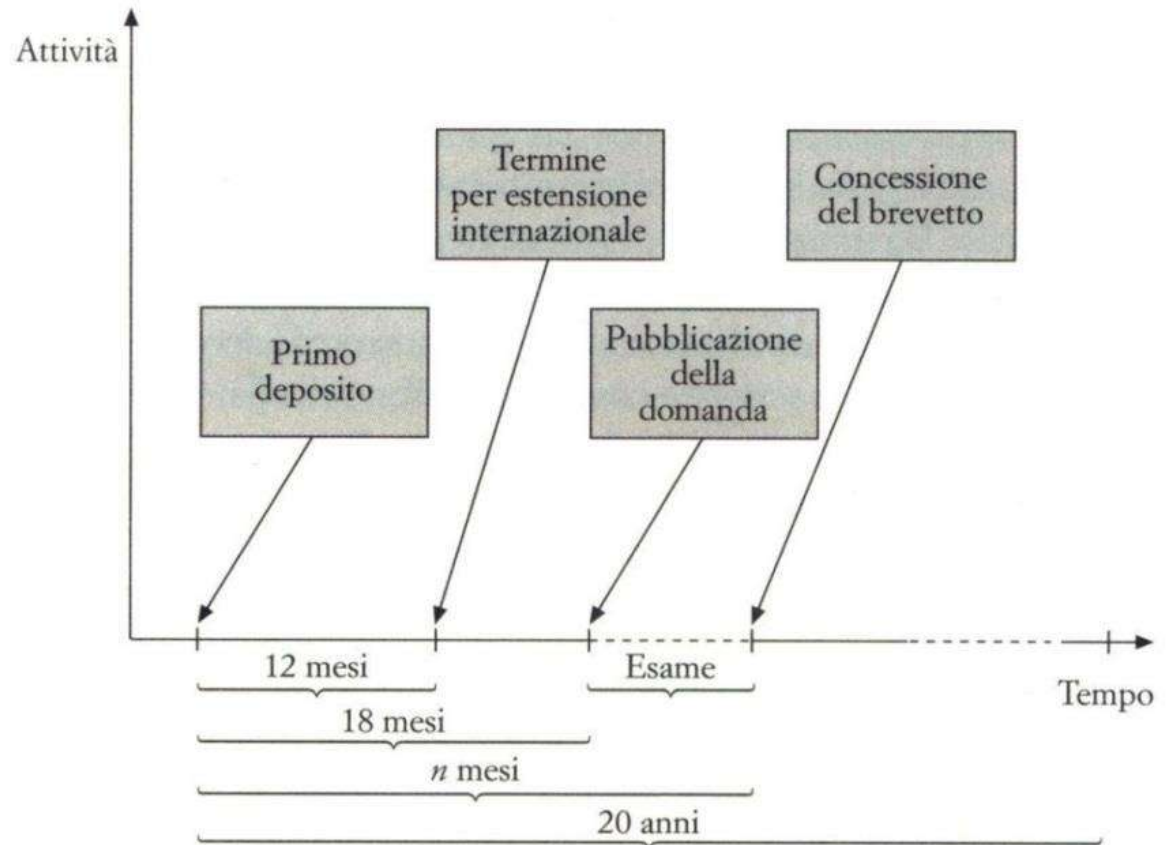 Attività
Termine
per estensione
internazionale
Concessione
del brevetto
Primo
deposito
Pubblicazione
della
domanda
12 mesi
Esame
Tempo
18 mesi
n mesi
20 anni